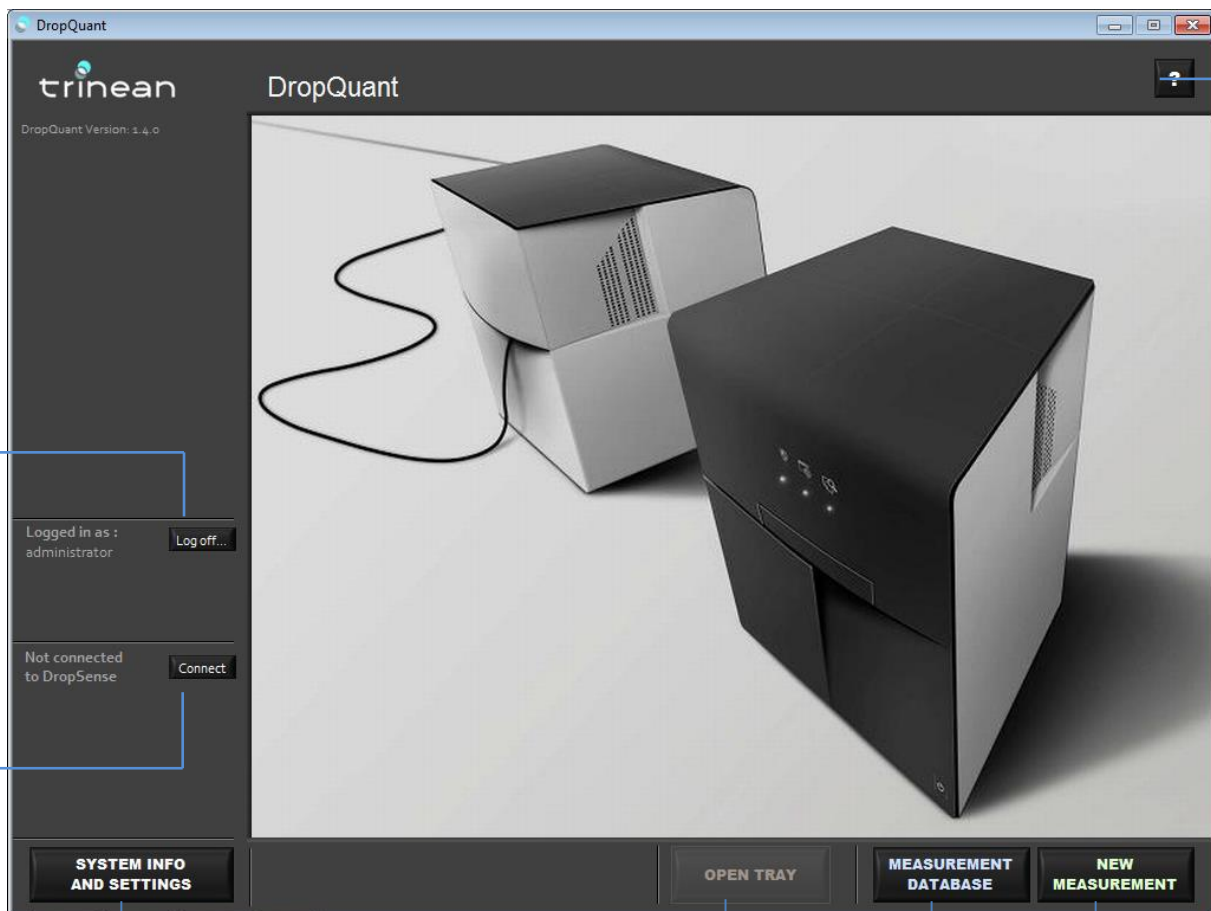 DropQuant
trinean
DropQuant
?
DropQuant Version: 1.4.0
Logged in as :
administrator
Log off...
Not connected
to DropSense
Connect
SYSTEM INFO
AND SETTINGS
OPEN TRAY
MEASUREMENT
DATABASE
NEW
MEASUREMENT